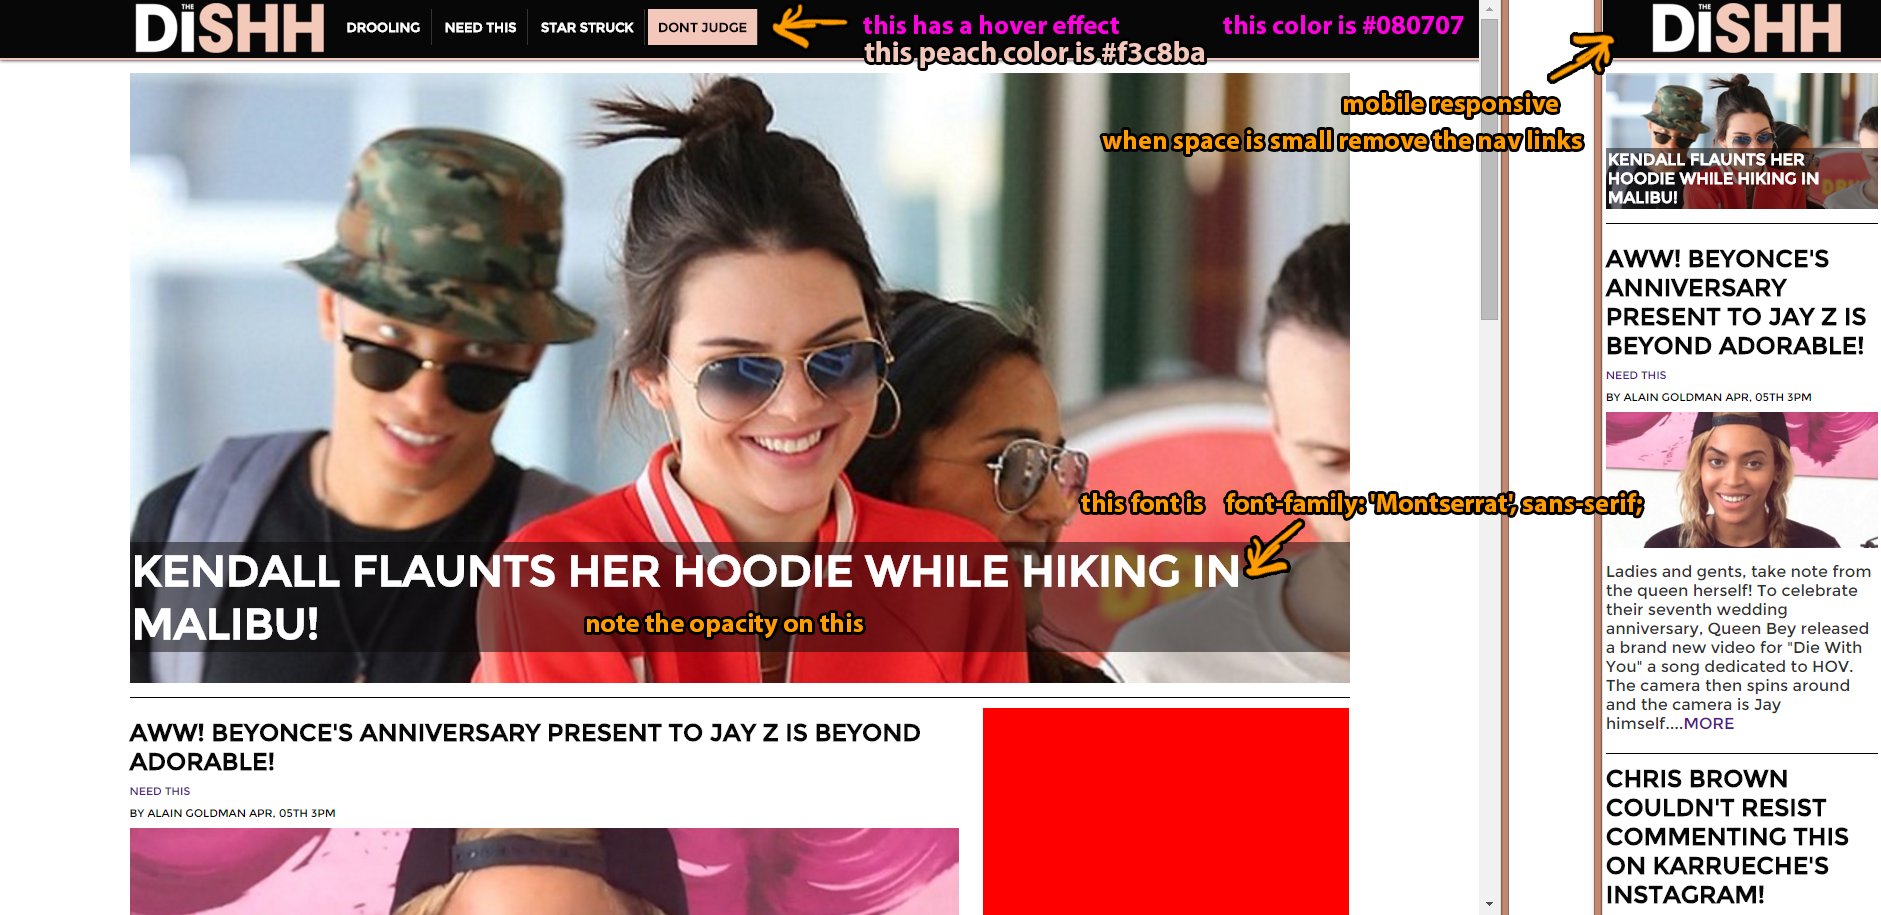 THE
DiSHH
DROOLING
NEED THIS
STAR STRUCK
DONT JUDGE
this has a hover effect
this color is #080707
this peach color is #f3c8ba
mobile responsive
when space is small remove the nav links
this font is font-family: 'Montserrat', sans-serif;
KENDALL FLAUNTS HER HOODIE WHILE HIKING IN
MALIBU!
note the opacity on this
AWW! BEYONCE'S ANNIVERSARY PRESENT TO JAY Z IS BEYOND
ADORABLE!
NEED THIS
BY ALAIN GOLDMAN APR, 05TH 3PM
THE
DiSHH
KENDALL FLAUNTS HER
HOODIE WHILE HIKING IN
MALIBU!
AWW! BEYONCE'S
ANNIVERSARY
PRESENT TO JAY Z IS
BEYOND ADORABLE!
NEED THIS
BY ALAIN GOLDMAN APR, 05TH 3PM
Ladies and gents, take note from
the queen herself! To celebrate
their seventh wedding
anniversary, Queen Bey released
a brand new video for "Die With
You" a song dedicated to HOV.
The camera then spins around
and the camera is Jay
himself....MORE
CHRIS BROWN
COULDN'T RESIST
COMMENTING THIS
ON KARRUECHE'S
INSTAGRAM!